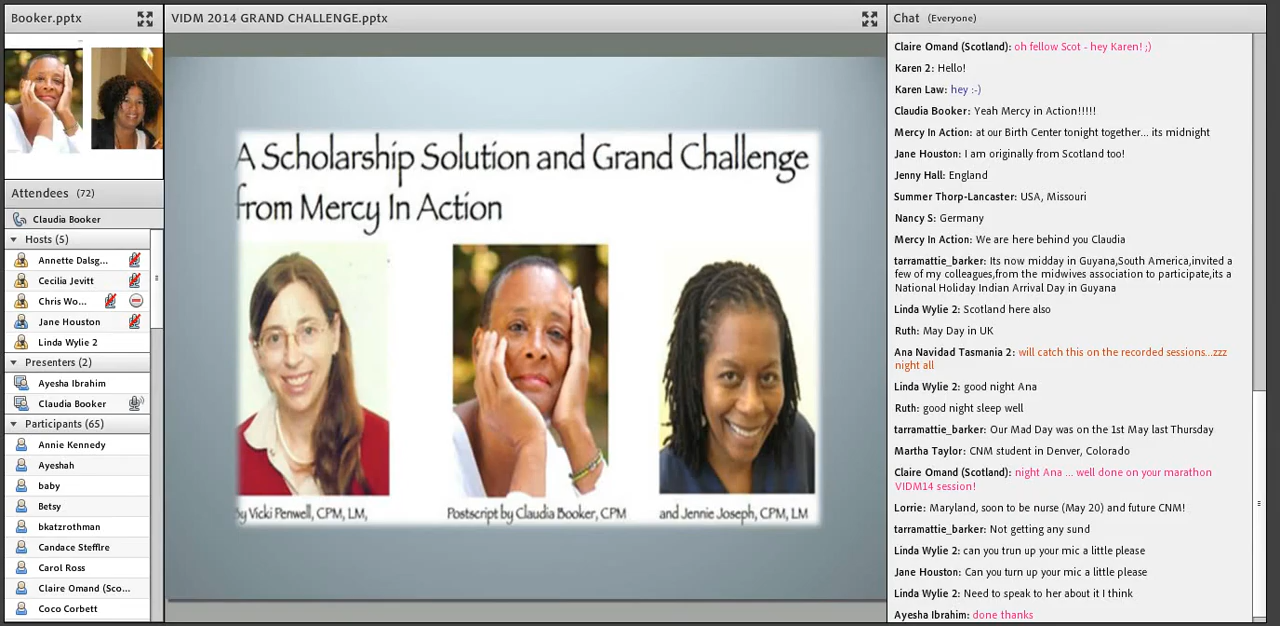 Booker.pptx
Attendees (72)
Claudia Booker
Hosts (5)
Annette Dalsg...
Cecilia Jevitt
Chris Wo...
Jane Houston
Linda Wylie 2
Presenters (2)
Ayesha Ibrahim
Claudia Booker
Participants (65)
Annie Kennedy
Ayeshah
baby
Betsy
bkatzrothman
Candace Stefflre
Carol Ross
Claire Omand (Sco...
Coco Corbett
VIDM 2014 GRAND CHALLENGE.pptx
A Scholarship Solution and Grand Challenge
from Mercy In Action
By Vicki Penwell, CPM, LM,
Postscript by Claudia Booker, CPM
and Jennie Joseph, CPM, LM
Chat (Everyone)
Claire Omand (Scotland): oh fellow Scot - hey Karen! ;)
Karen 2: Hello!
Karen Law: hey :-)
Claudia Booker: Yeah Mercy in Action!!!!!
Mercy In Action: at our Birth Center tonight together... its midnight
Jane Houston: I am originally from Scotland too!
Jenny Hall: England
Summer Thorp-Lancaster: USA, Missouri
Nancy S: Germany
Mercy In Action: We are here behind you Claudia
tarramattie_barker: Its now midday in Guyana,South America,invited a
few of my colleagues,from the midwives association to participate,its a
National Holiday Indian Arrival Day in Guyana
Linda Wylie 2: Scotland here also
Ruth: May Day in UK
Ana Navidad Tasmania 2: will catch this on the recorded sessions...zzz
night all
Linda Wylie 2: good night Ana
Ruth: good night sleep well
tarramattie_barker: Our Mad Day was on the 1st May last Thursday
Martha Taylor: CNM student in Denver, Colorado
Claire Omand (Scotland): night Ana ... well done on your marathon
VIDM14 session!
Lorrie: Maryland, soon to be nurse (May 20) and future CNM!
tarramattie_barker: Not getting any sund
Linda Wylie 2: can you trun up your mic a little please
Jane Houston: Can you turn up your mic a little please
Linda Wylie 2: Need to speak to her about it I think
Ayesha Ibrahim: done thanks